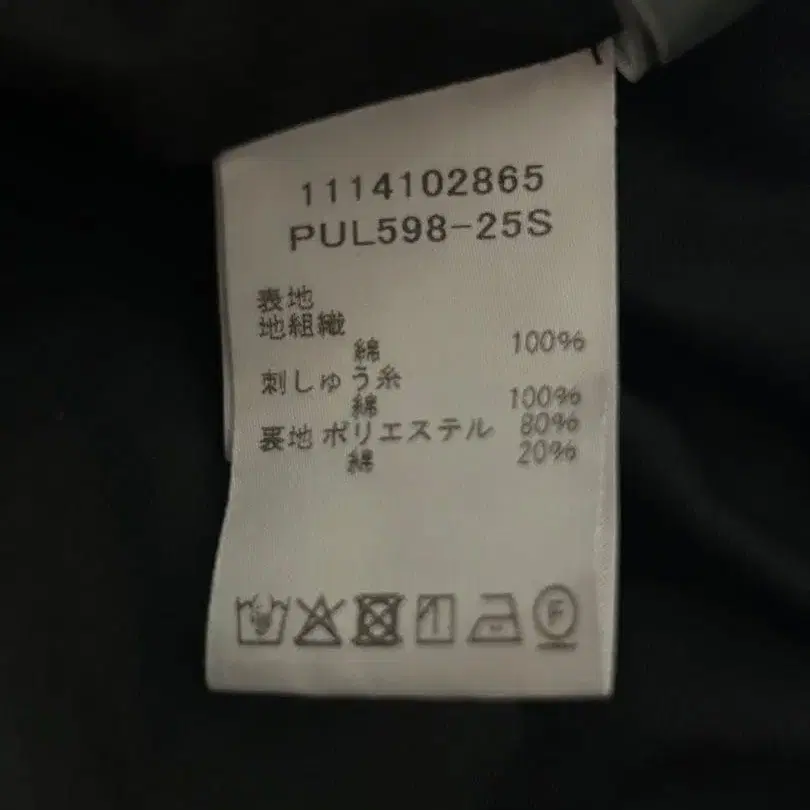 1114102865
PUL598-25S
表地
地組織
綿 100%
刺しゅう糸
綿 100%
裏地 ポリエステル 80%
綿 20%
F